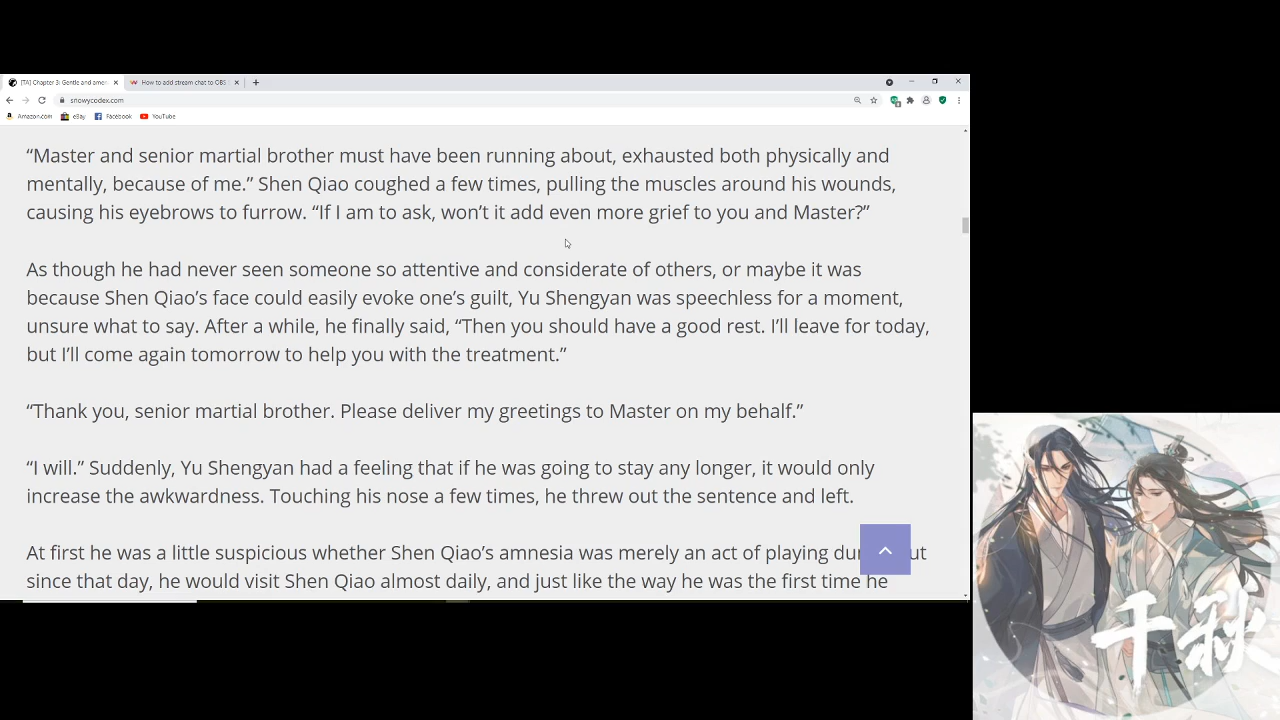 [TA] Chapter 3: Gentle and amen
How to add stream chat to OBS
snowycodex.com
Amazon.com eBay Facebook YouTube
“Master and senior martial brother must have been running about, exhausted both physically and
mentally, because of me.” Shen Qiao coughed a few times, pulling the muscles around his wounds,
causing his eyebrows to furrow. “If I am to ask, won’t it add even more grief to you and Master?”
As though he had never seen someone so attentive and considerate of others, or maybe it was
because Shen Qiao’s face could easily evoke one’s guilt, Yu Shengyan was speechless for a moment,
unsure what to say. After a while, he finally said, “Then you should have a good rest. I’ll leave for today,
but I’ll come again tomorrow to help you with the treatment.”
“Thank you, senior martial brother. Please deliver my greetings to Master on my behalf.”
“I will.” Suddenly, Yu Shengyan had a feeling that if he was going to stay any longer, it would only
increase the awkwardness. Touching his nose a few times, he threw out the sentence and left.
At first he was a little suspicious whether Shen Qiao’s amnesia was merely an act of playing du ut
since that day, he would visit Shen Qiao almost daily, and just like the way he was the first time he
千秋